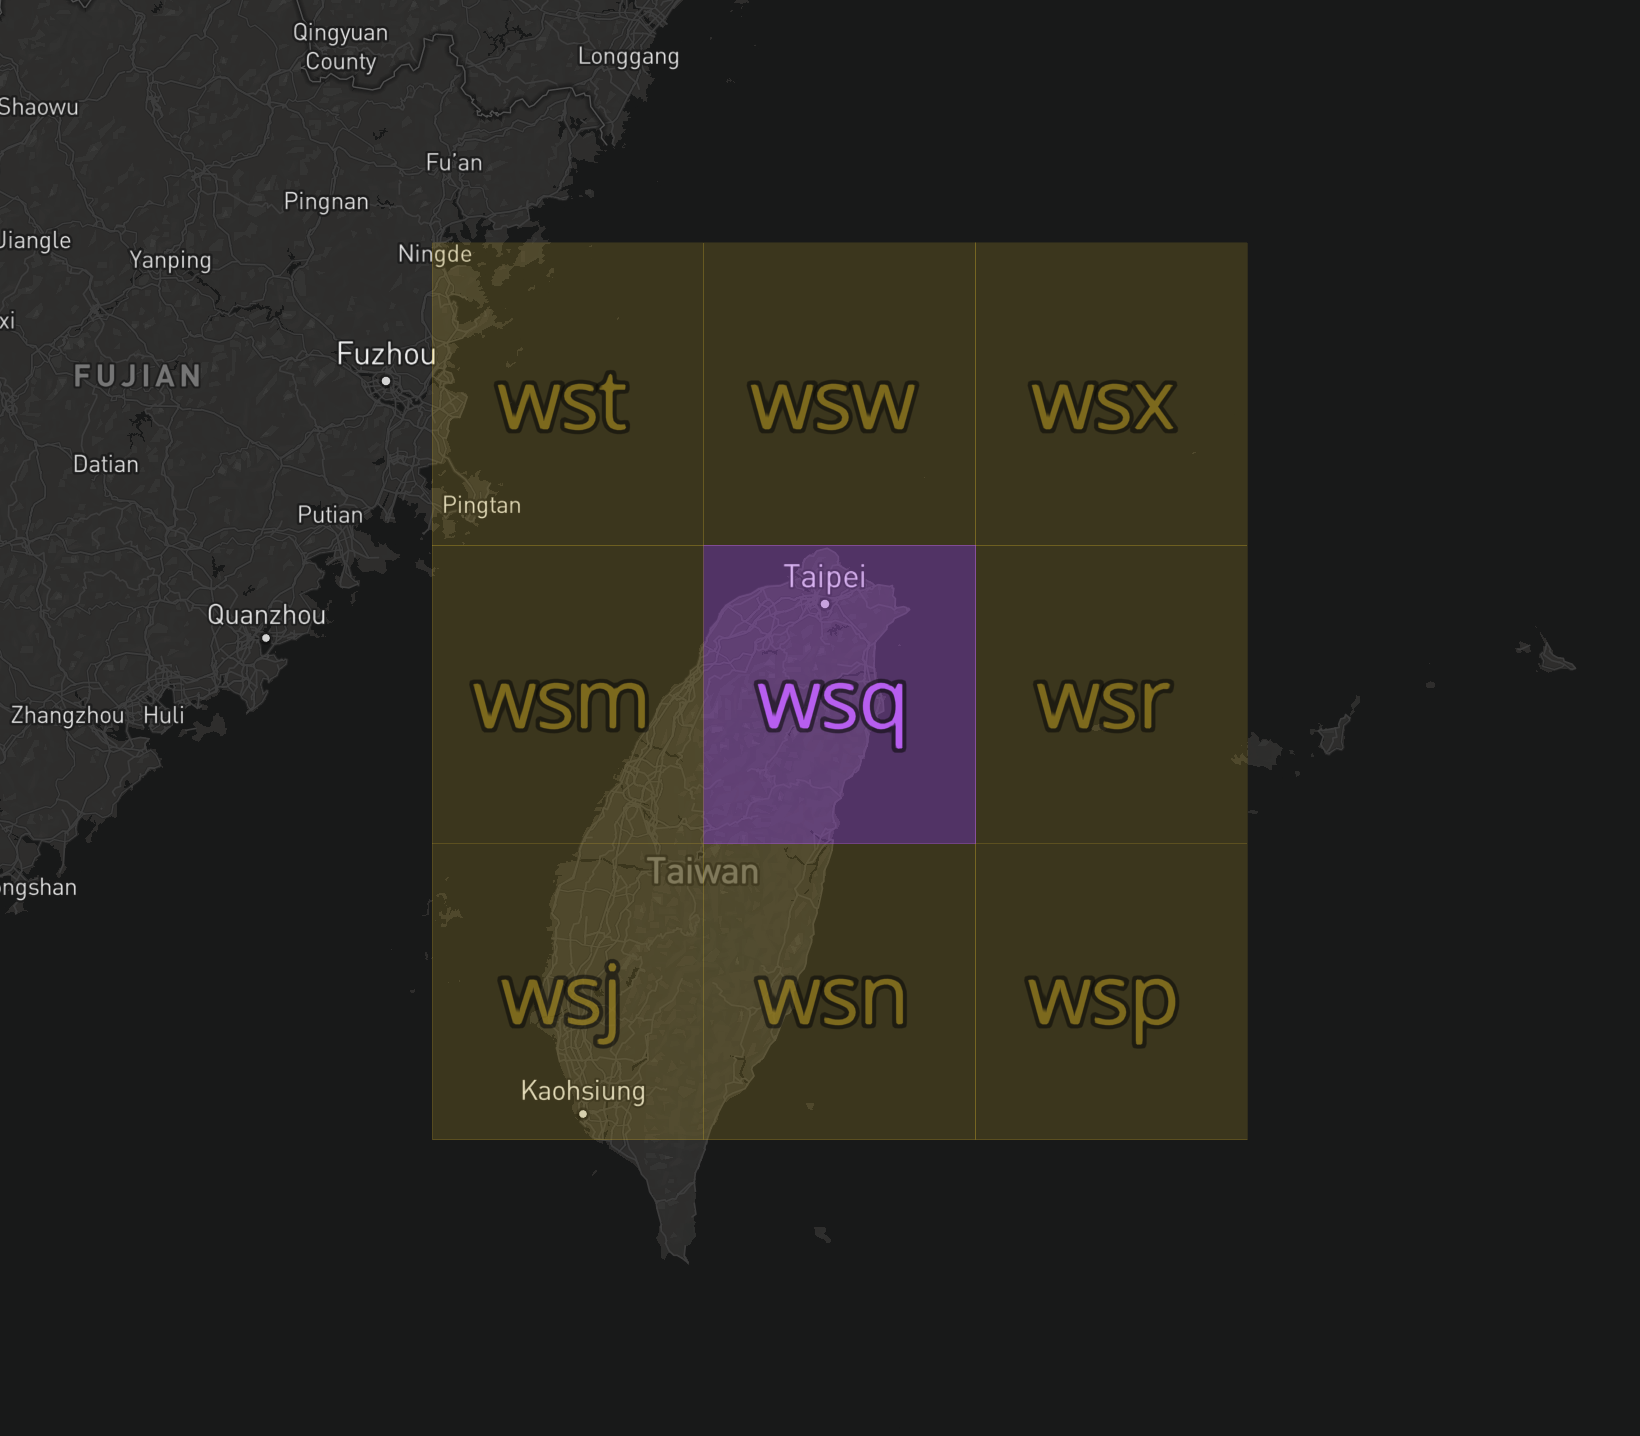 Qingyuan
County
Longgang
Shaowu
Fu'an
Pingnan
Jiangle
Yanping
Ningde
xi
Fuzhou
FUJIAN
wst
wsw
wsx
Datian
Pingtan
Putian
Taipei
Quanzhou
wsm
wsq
wsr
Zhangzhou
Huli
Taiwan
ongshan
wsj
wsn
wsp
Kaohsiung